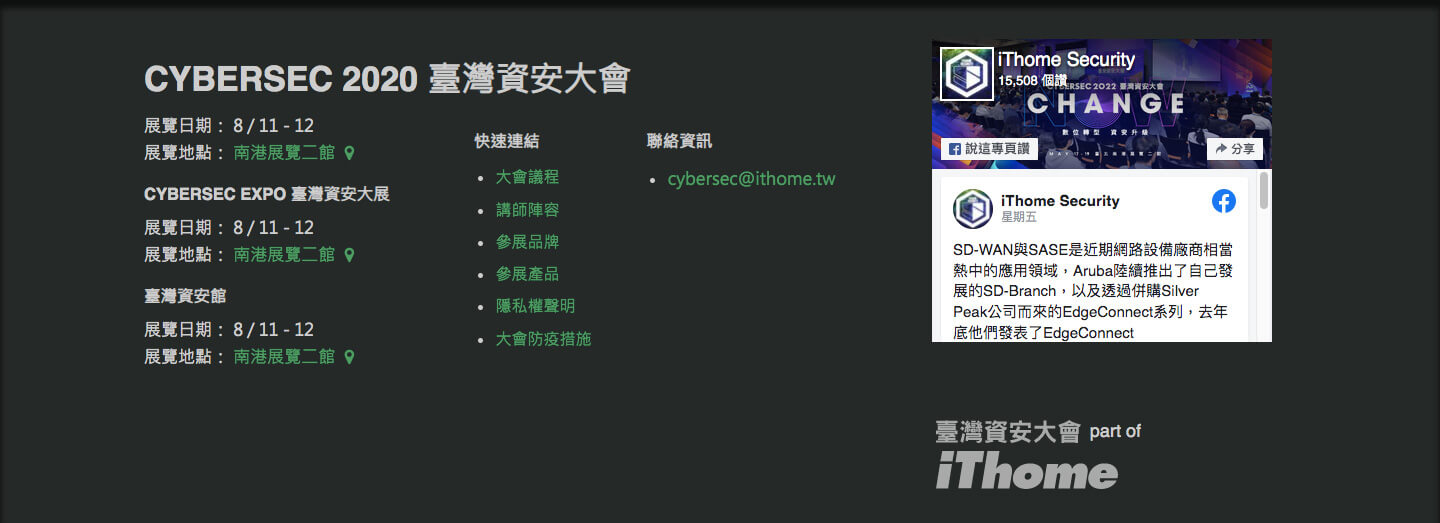 CYBERSEC 2020 臺灣資安大會
展覽日期： 8 / 11 - 12
展覽地點： 南港展覽二館
CYBERSEC EXPO 臺灣資安大展
展覽日期： 8 / 11 - 12
展覽地點： 南港展覽二館
臺灣資安館
展覽日期： 8 / 11 - 12
展覽地點： 南港展覽二館
快速連結
大會議程
講師陣容
參展品牌
參展產品
隱私權聲明
大會防疫措施
聯絡資訊
cybersec@ithome.tw
iThome Security
15,508 個讚
CYBERSEC 2022 臺灣資安大會
NOW
CHANGE
數位轉型 資安升級
MAY 17-19 臺北南港展覽二館
說這專頁讚
分享
iThome Security
星期五
SD-WAN與SASE是近期網路設備廠商相當
熱中的應用領域，Aruba陸續推出了自己發
展的SD-Branch，以及透過併購Silver
Peak公司而來的EdgeConnect系列，去年
底他們發表了EdgeConnect
臺灣資安大會 part of
iThome